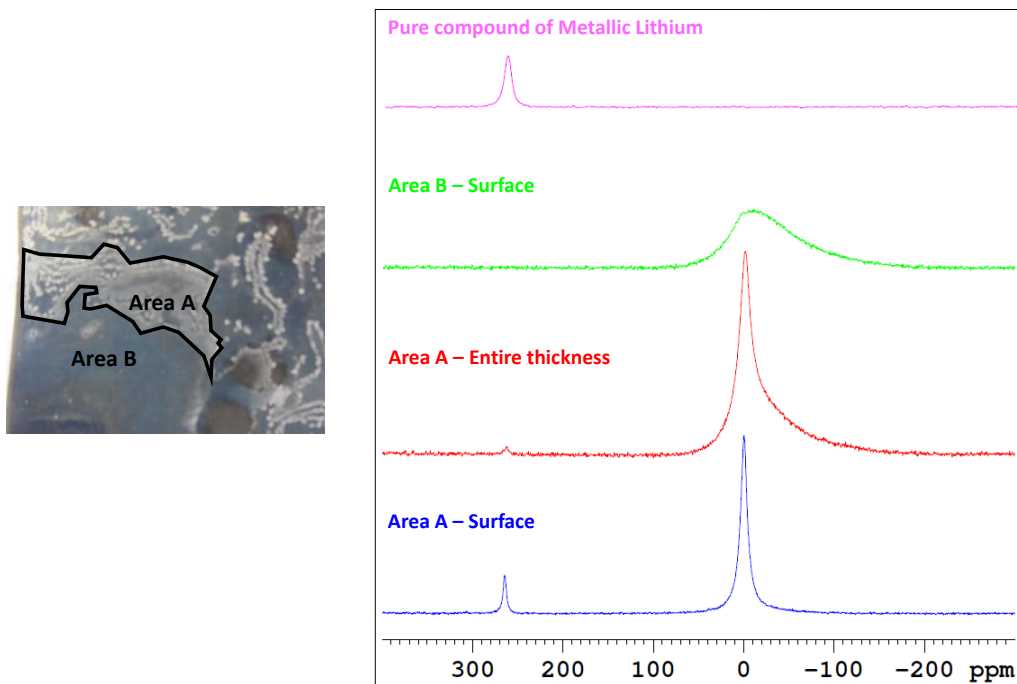 Pure compound of Metallic Lithium
Area B – Surface
Area A
Area B
Area A – Entire thickness
Area A – Surface
300 200 100 0 -100 -200 ppm